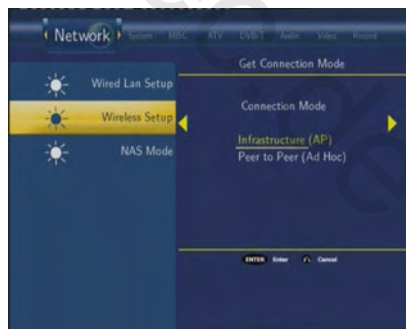 Network System MISC ATV DVB-T Audio Video Record
Get Connection Mode
Wired Lan Setup
Connection Mode
Wireless Setup
Infrastructure (AP)
NAS Mode
Peer to Peer (Ad Hoc)
ENTER Enter Cancel